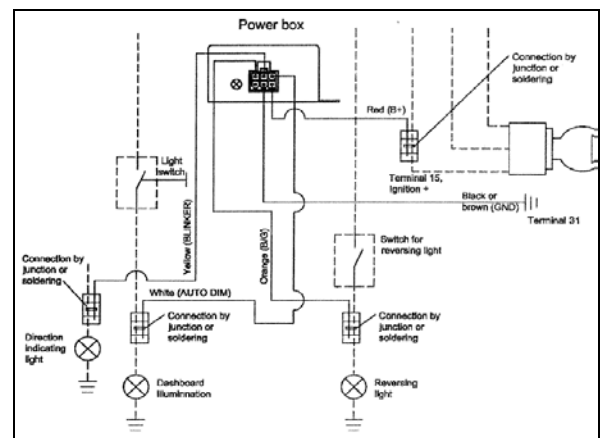 Power box
Connection by
junction or
soldering
Red (B+)
Light
switch
Terminal 15,
Ignition +
Black or
brown (GND)
Terminal 31
Yellow (BLINKER)
Orange (B/G)
Switch for
reversing light
Connection by
junction or
soldering
White (AUTO DIM)
Connection by
junction or
soldering
Connection by
junction or
soldering
Direction
indicating
light
Dashboard
Illuminnation
Reversing
light